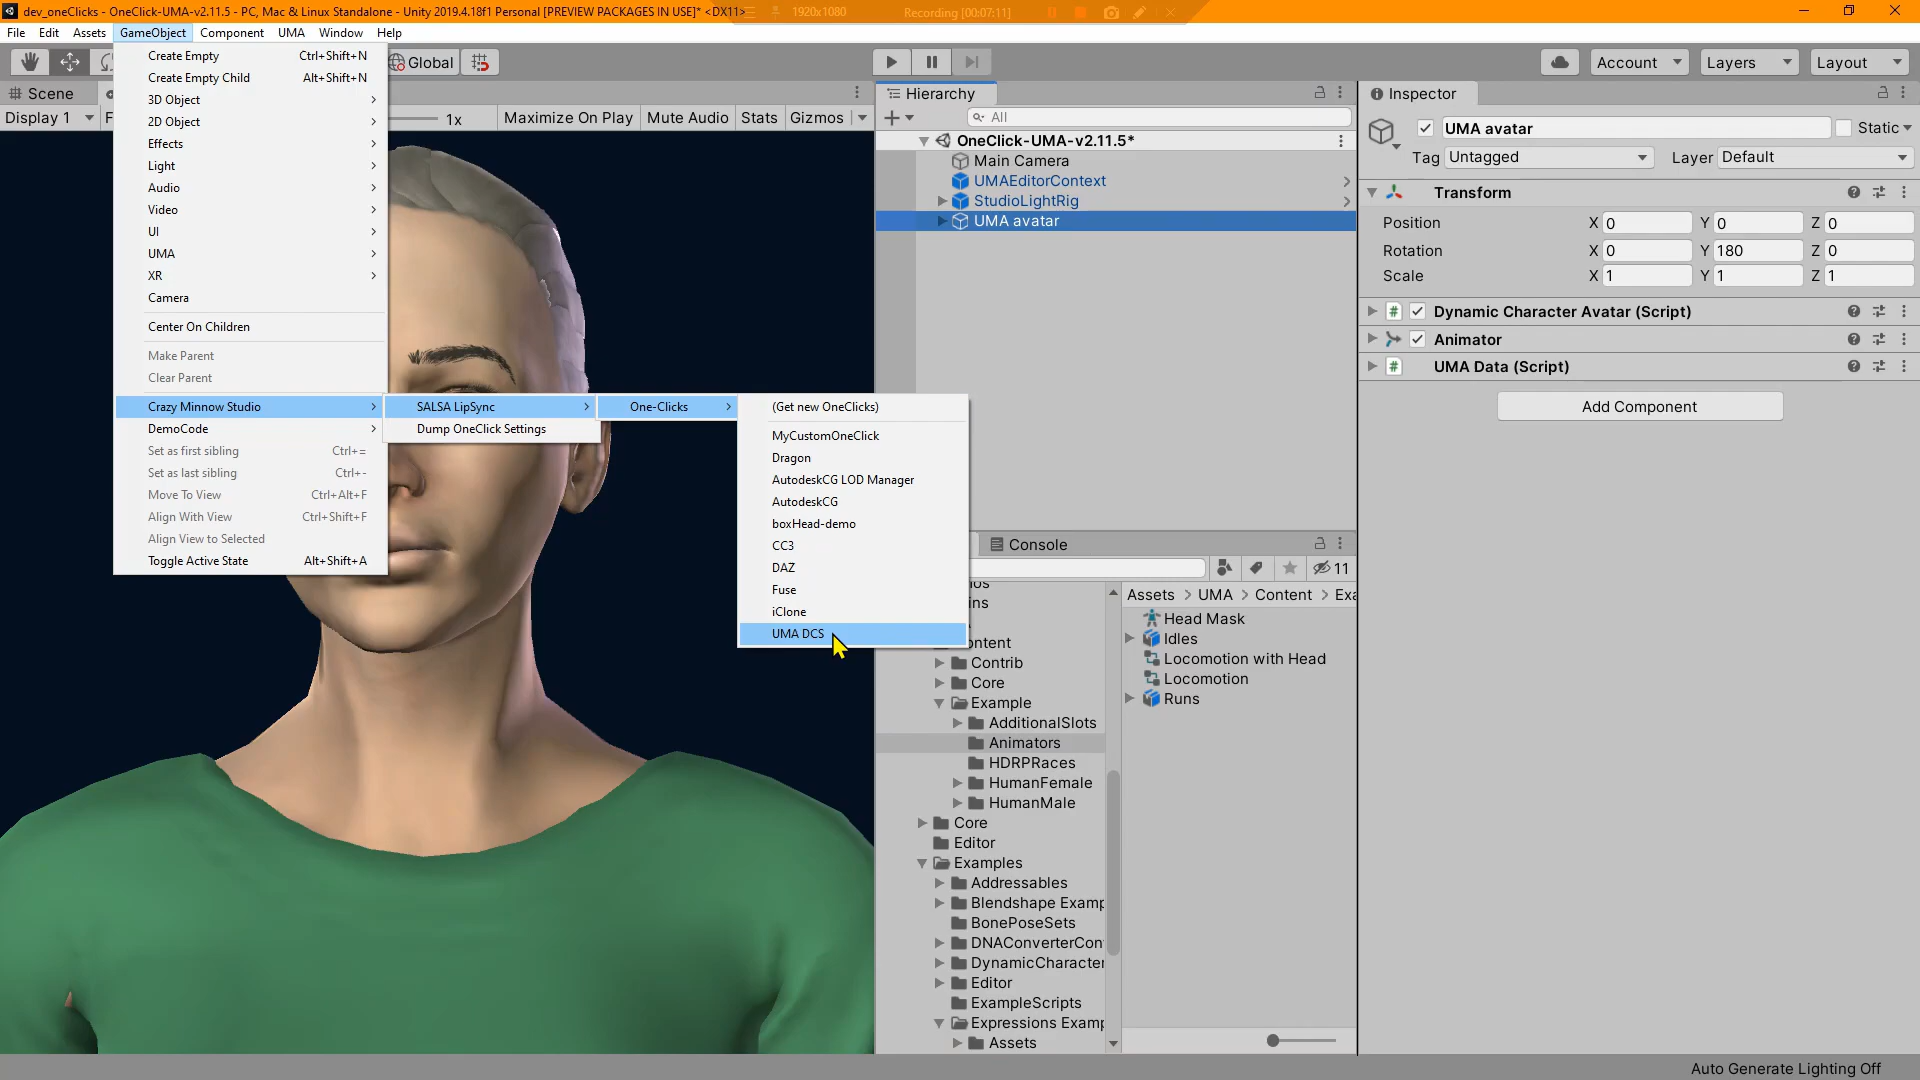 dev_oneClicks - OneClick-UMA-v2.11.5 - PC, Mac & Linux Standalone - Unity 2019.4.18f1 Personal [PREVIEW PACKAGES IN USE]* <DX11>
1920x1080
Recording [00:07:11]
File Edit Assets GameObject Component UMA Window Help
Create Empty Ctrl+Shift+N
Create Empty Child Alt+Shift+N
3D Object
2D Object
Effects
Light
Audio
Video
UI
UMA
XR
Camera
Center On Children
Make Parent
Clear Parent
Crazy Minnow Studio
DemoCode
Set as first sibling Ctrl+=
Set as last sibling Ctrl+-
Move To View Ctrl+Alt+F
Align With View Ctrl+Shift+F
Align View to Selected
Toggle Active State Alt+Shift+A
SALSA LipSync
Dump OneClick Settings
One-Clicks
(Get new OneClicks)
MyCustomOneClick
Dragon
AutodeskCG LOD Manager
AutodeskCG
boxHead-demo
CC3
DAZ
Fuse
iClone
UMA DCS
Global
Account
Layers
Layout
Scene
Display 1
F
1x
Maximize On Play
Mute Audio
Stats
Gizmos
Hierarchy
All
OneClick-UMA-v2.11.5*
Main Camera
UMAEditorContext
StudioLightRig
UMA avatar
Console
11
ins
ontent
Contrib
Core
Example
AdditionalSlots
Animators
HDRPRaces
HumanFemale
HumanMale
Core
Editor
Examples
Addressables
Blendshape Examp
BonePoseSets
DNAConverterCon
DynamicCharacter
Editor
ExampleScripts
Expressions Examp
Assets
Assets > UMA > Content > Exa
Head Mask
Idles
Locomotion with Head
Locomotion
Runs
Inspector
UMA avatar
Static
Tag Untagged
Layer Default
Transform
Position X 0 Y 0 Z 0
Rotation X 0 Y 180 Z 0
Scale X 1 Y 1 Z 1
Dynamic Character Avatar (Script)
Animator
UMA Data (Script)
Add Component
Auto Generate Lighting Off